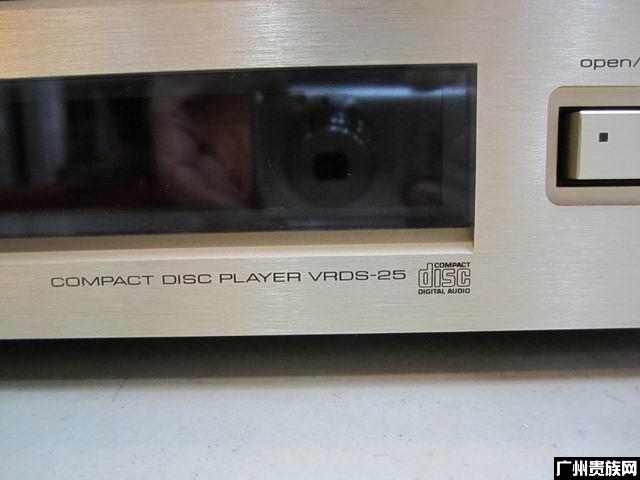 open/
COMPACT DISC PLAYER VRDS-25
COMPACT
disc
DIGITAL AUDIO
广州贵族网